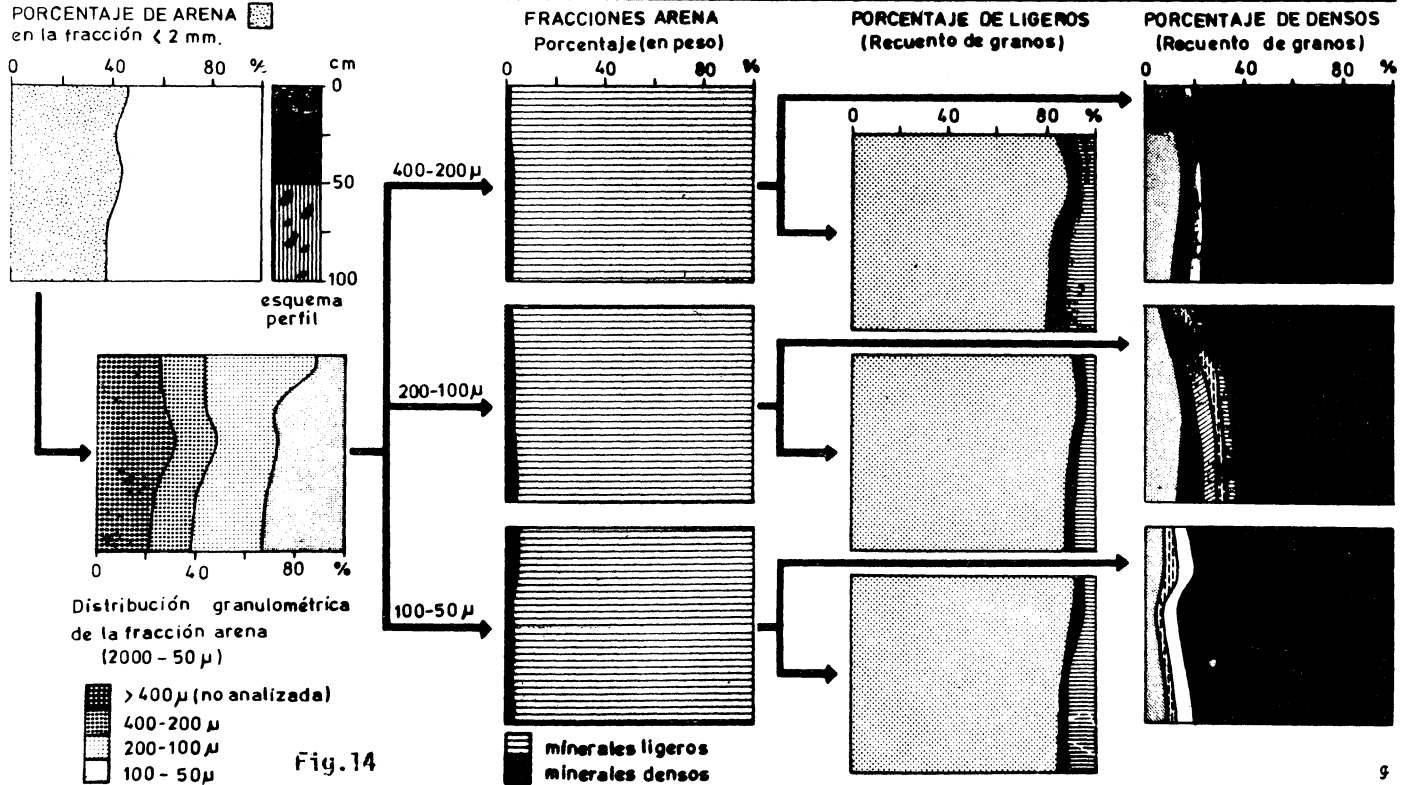 PORCENTAJE DE ARENA
en la fracción < 2 mm.
0 40 80 %
cm
0
50
100
esquema
perfil
0 40 80 %
Distribución granulométrica
de la fracción arena
(2000 - 50 µ)
> 400 µ (no analizada)
400-200 µ
200-100 µ
100 - 50 µ
Fig.14
FRACCIONES ARENA
Porcentaje (en peso)
0 40 80 %
400-200 µ
200-100 µ
100-50 µ
minerales ligeros
minerales densos
PORCENTAJE DE LIGEROS
(Recuento de granos)
0 40 80 %
PORCENTAJE DE DENSOS
(Recuento de granos)
0 40 80 %
g